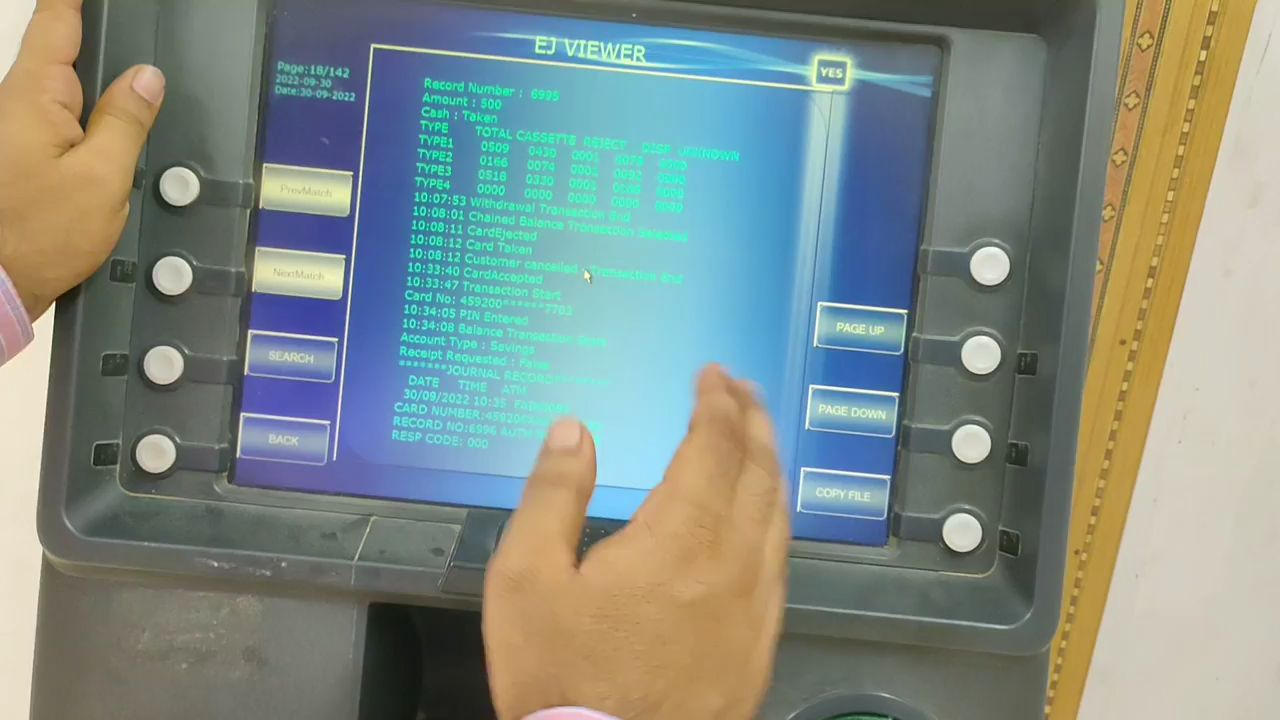 EJ VIEWER
YES
Page:18/142
2022-09-30
Date:30-09-2022
Record Number : 6995
Amount : 500
Cash : Taken
TYPE TOTAL CASSETTE REJECT DISP UNKNOWN
TYPE1 0509 0430 0001 0078 0000
TYPE2 0166 0074 0092 0000
TYPE3 0518 0330 0000
TYPE4 0000 0000 0000 0000 0000
10:07:53 Withdrawal Transaction End
10:08:01 Chained Balance Transaction Selected
10:08:11 CardEjected
10:08:12 Card Taken
10:08:12 Customer cancelled - Transaction End
10:33:40 CardAccepted
10:33:47 Transaction Start
Card No: 459200******7703
10:34:05 PIN Entered
10:34:08 Balance Transaction
Account Type : Savings
Receipt Requested : False
*******JOURNAL RECORD*******
DATE TIME ATM
30/09/2022 10:35
CARD NUMBER:459200
RECORD NO:6996 AUTH
RESP CODE: 000
PrevMatch
NextMatch
SEARCH
BACK
PAGE UP
PAGE DOWN
COPY FILE